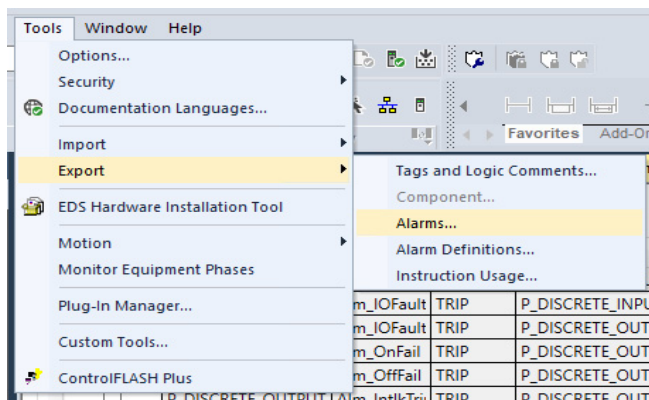 Tools Window Help
Options...
Security
Documentation Languages...
Import
Favorites Add-On
Export
Tags and Logic Comments...
Component...
EDS Hardware Installation Tool
Alarms...
Motion
Alarm Definitions...
Monitor Equipment Phases
Instruction Usage...
Plug-In Manager...
m_IOFault TRIP P_DISCRETE_INPU
m_IOFault TRIP P_DISCRETE_OUT
Custom Tools...
m_OnFail TRIP P_DISCRETE_OUT
ControlFLASH Plus
m_OffFail TRIP P_DISCRETE_OUT
TRIP P_DISCRETE_OUT